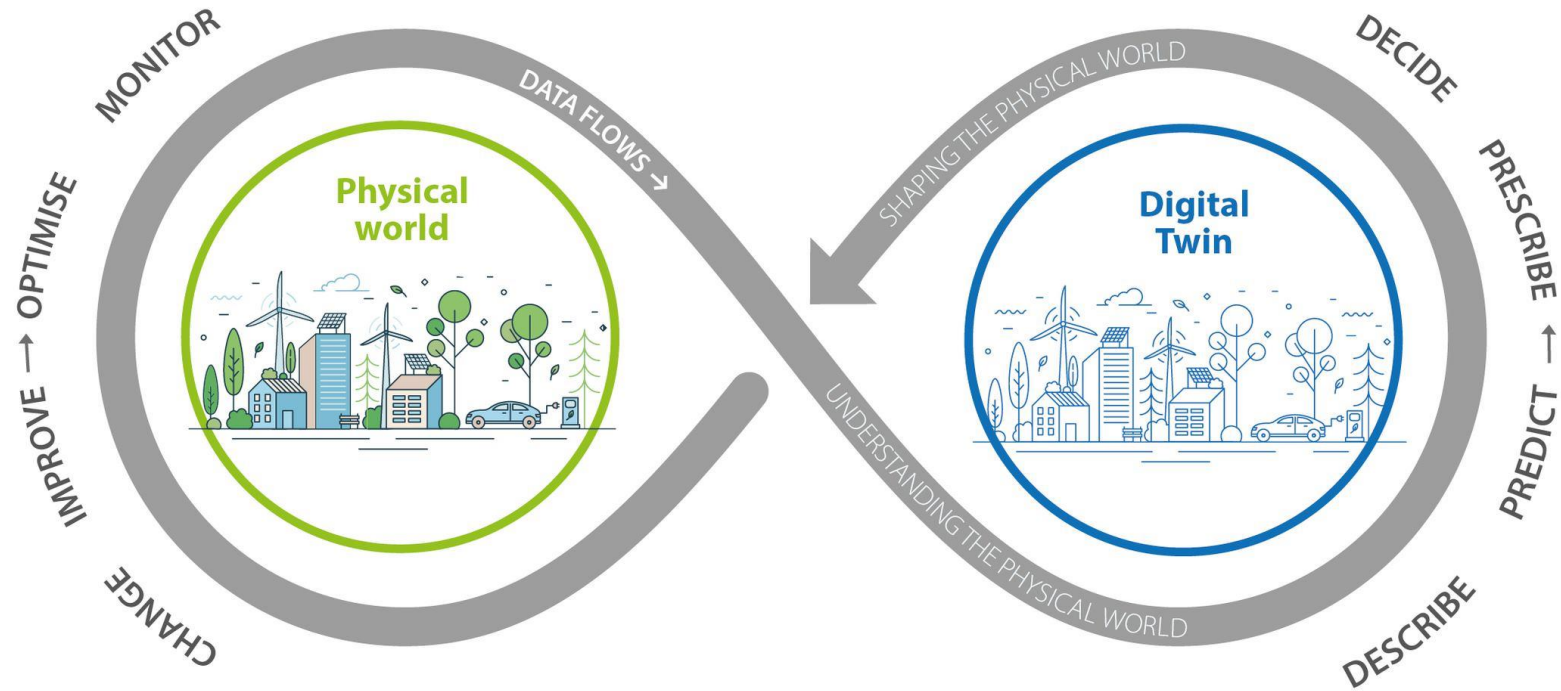 MONITOR
OPTIMISE
IMPROVE →
CHANGE
DATA FLOWS →
Physical
world
SHAPING THE PHYSICAL WORLD
UNDERSTANDING THE PHYSICAL WORLD
Digital
Twin
DECIDE
PRESCRIBE
PREDICT →
DESCRIBE